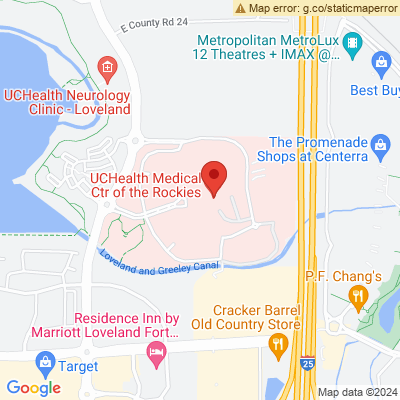 Map error: g.co/staticmaperror
E County Rd 24
Metropolitan MetroLux
12 Theatres + IMAX @...
UCHealth Neurology
Clinic - Loveland
Best Buy
The Promenade
Shops at Centerra
UCHealth Medical
Ctr of the Rockies
Loveland and Greeley Canal
P.F. Chang's
Residence Inn by
Marriott Loveland Fort...
Cracker Barrel
Old Country Store
Target
25
Google
Map data ©2024